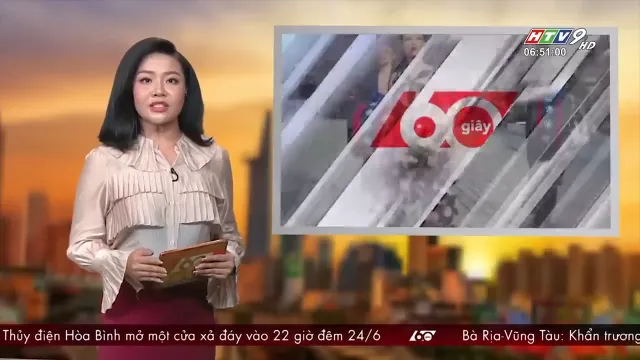 HTV9 HD
06:51:00
60 giây
Thủy điện Hòa Bình mở một cửa xả đáy vào 22 giờ đêm 24/6 60 Bà Rịa-Vũng Tàu: Khẩn trương